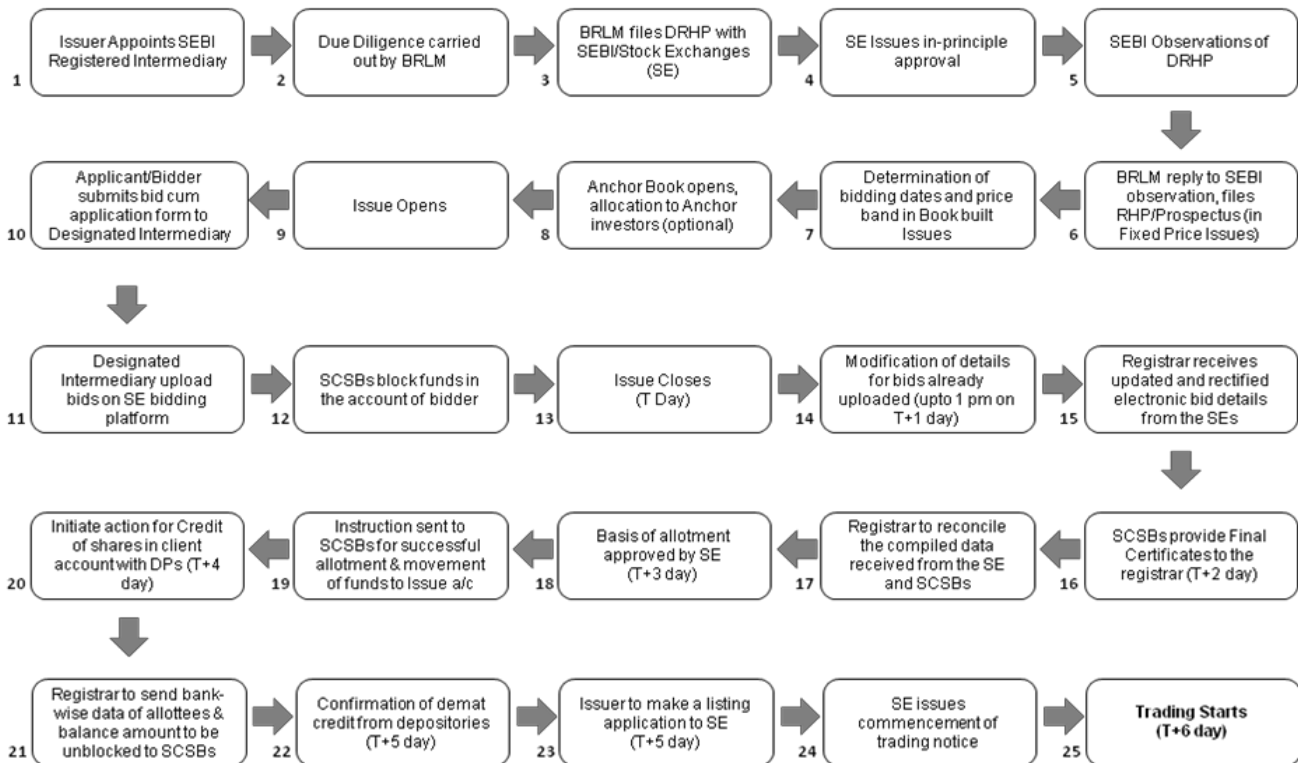 Issuer Appoints SEBI
Registered Intermediary
1
Due Diligence carried
out by BRLM
2
BRLM files DRHP with
SEBI/Stock Exchanges
(SE)
3
SE Issues in-principle
approval
4
SEBI Observations of
DRHP
5
BRLM reply to SEBI
observation, files
RHP/Prospectus (in
Fixed Price Issues)
6
Determination of
bidding dates and price
band in Book built
Issues
7
Anchor Book opens,
allocation to Anchor
investors (optional)
8
Issue Opens
9
Applicant/Bidder
submits bid cum
application form to
Designated Intermediary
10
Designated
Intermediary upload
bids on SE bidding
platform
11
SCSBs block funds in
the account of bidder
12
Issue Closes
(T Day)
13
Modification of details
for bids already
uploaded (upto 1 pm on
T+1 day)
14
Registrar receives
updated and rectified
electronic bid details
from the SEs
15
SCSBs provide Final
Certificates to the
registrar (T+2 day)
16
Registrar to reconcile
the compiled data
received from the SE
and SCSBs
17
Basis of allotment
approved by SE
(T+3 day)
18
Instruction sent to
SCSBs for successful
allotment & movement
of funds to Issue a/c
19
Initiate action for Credit
of shares in client
account with DPs (T+4
day)
20
Registrar to send bank-
wise data of allottees &
balance amount to be
unblocked to SCSBs
21
Confirmation of demat
credit from depositories
(T+5 day)
22
Issuer to make a listing
application to SE
(T+5 day)
23
SE issues
commencement of
trading notice
24
Trading Starts
(T+6 day)
25